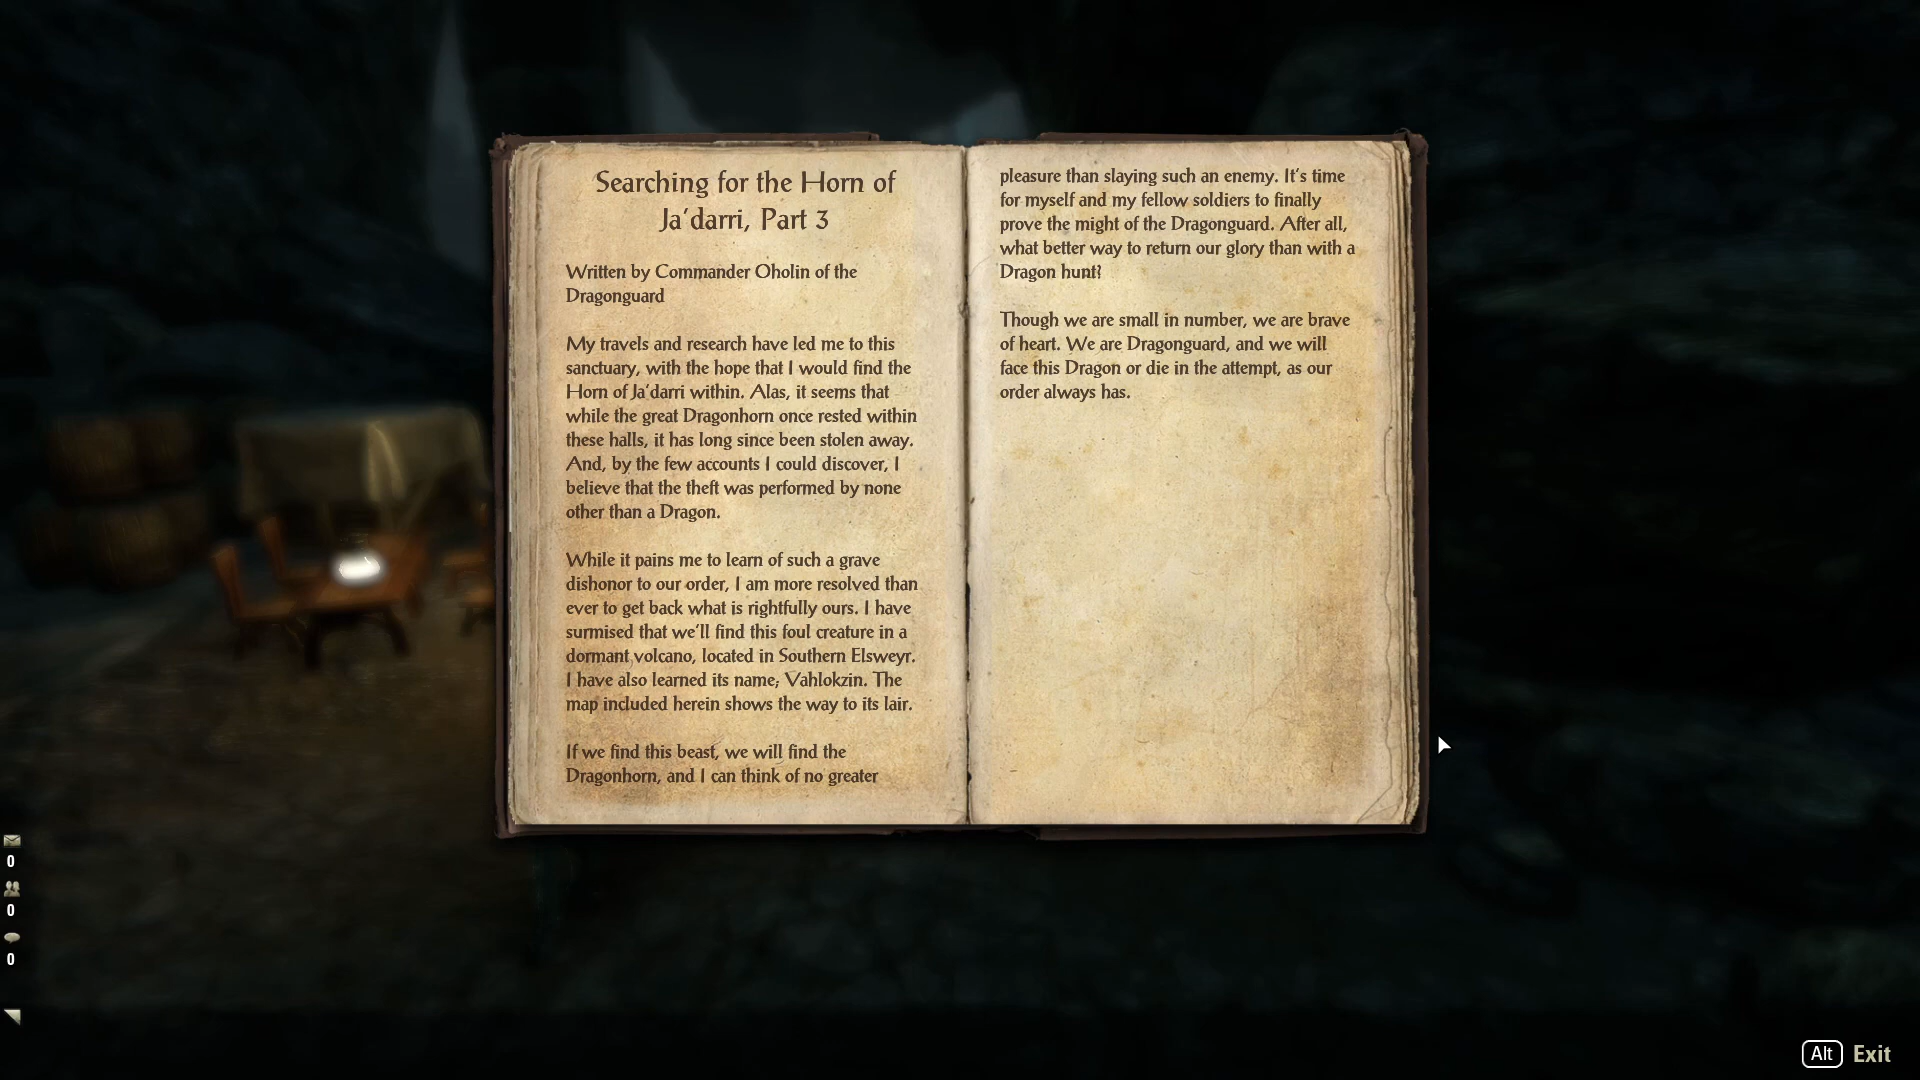 Searching for the Horn of
Ja'darri, Part 3
Written by Commander Oholin of the
Dragonguard
My travels and research have led me to this
sanctuary, with the hope that I would find the
Horn of Ja'darri within. Alas, it seems that
while the great Dragonhorn once rested within
these halls, it has long since been stolen away.
And, by the few accounts I could discover, I
believe that the theft was performed by none
other than a Dragon.
While it pains me to learn of such a grave
dishonor to our order, I am more resolved than
ever to get back what is rightfully ours. I have
surmised that we'll find this foul creature in a
dormant volcano, located in Southern Elsweyr.
I have also learned its name; Vahlokzin. The
map included herein shows the way to its lair.
If we find this beast, we will find the
Dragonhorn, and I can think of no greater
pleasure than slaying such an enemy. It's time
for myself and my fellow soldiers to finally
prove the might of the Dragonguard. After all,
what better way to return our glory than with a
Dragon hunt?
Though we are small in number, we are brave
of heart. We are Dragonguard, and we will
face this Dragon or die in the attempt, as our
order always has.
0
0
0
Alt Exit